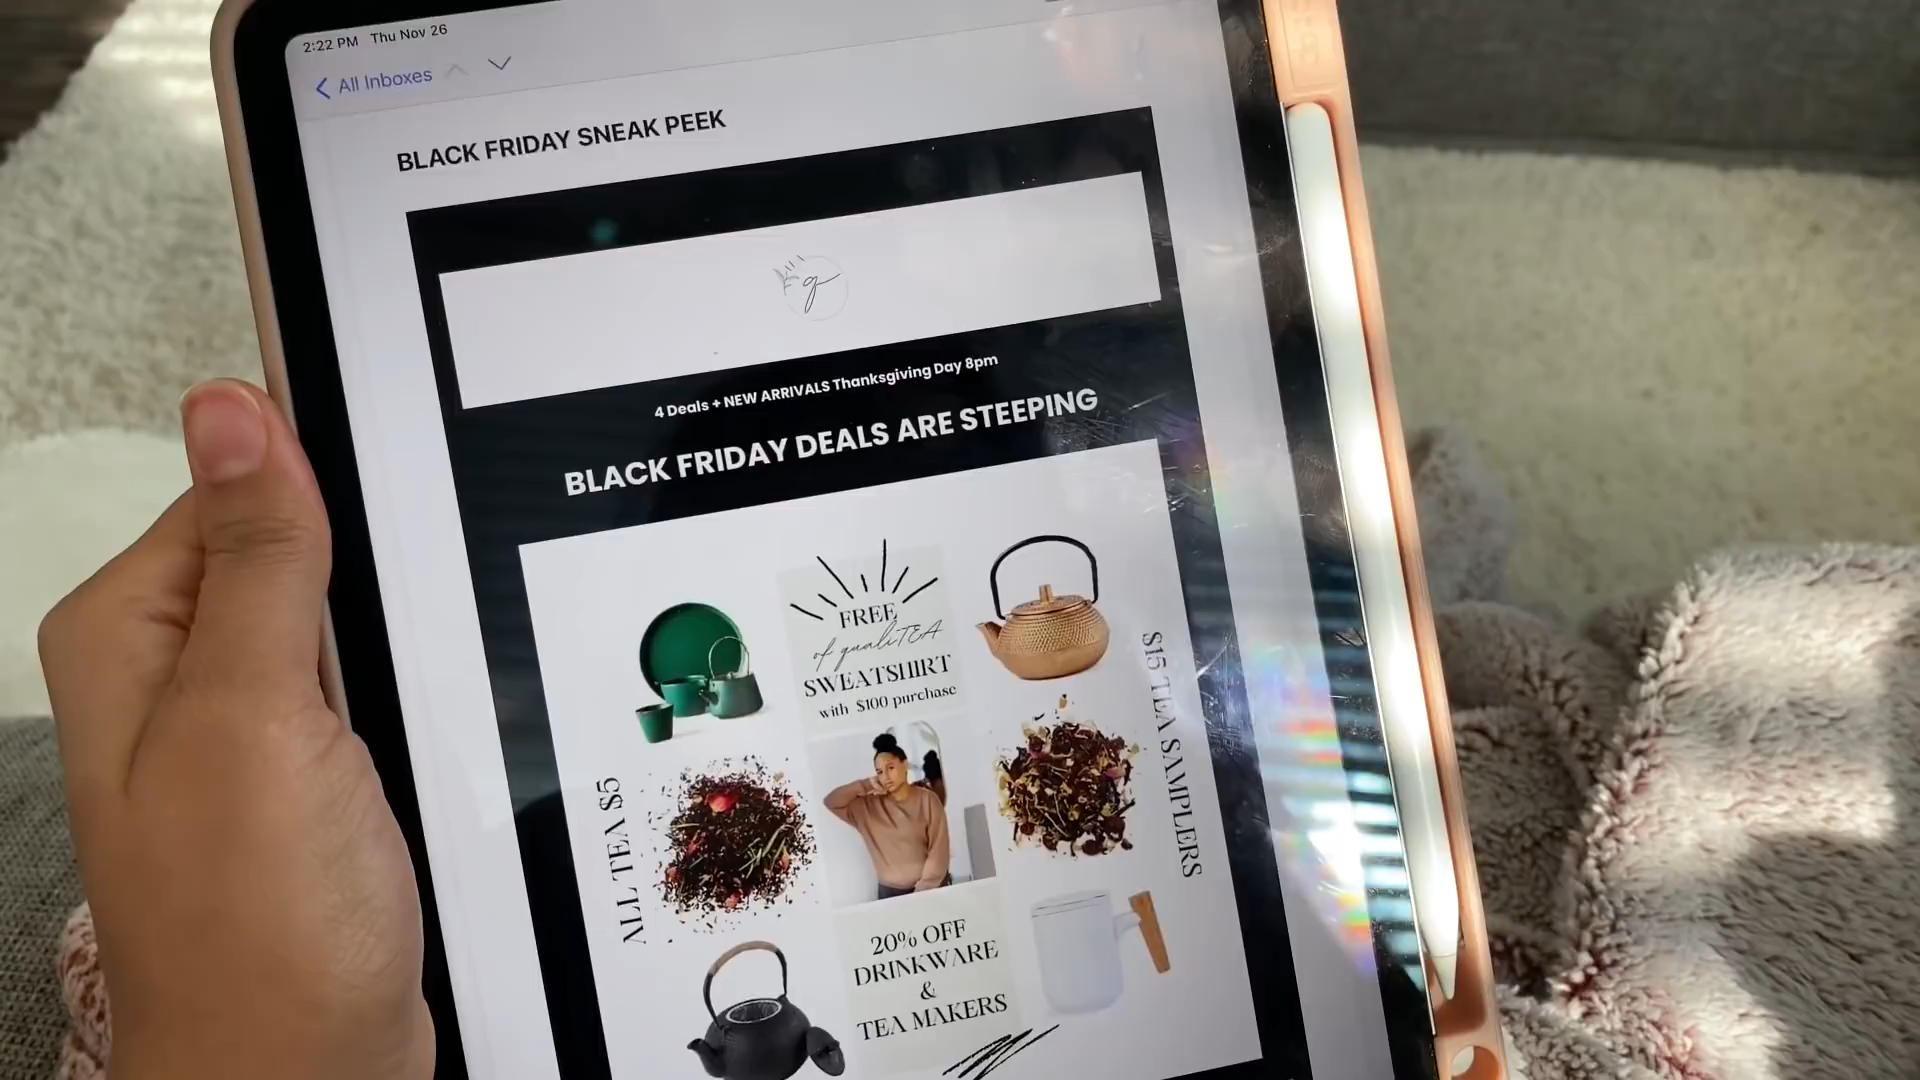 2:22 PM Thu Nov 26
All Inboxes
BLACK FRIDAY SNEAK PEEK
g
4 Deals + NEW ARRIVALS Thanksgiving Day 8pm
BLACK FRIDAY DEALS ARE STEEPING
FREE
of qualiTEA
SWEATSHIRT
with $100 purchase
ALL TEA $5
$15 TEA SAMPLERS
20% OFF
DRINKWARE
&
TEA MAKERS